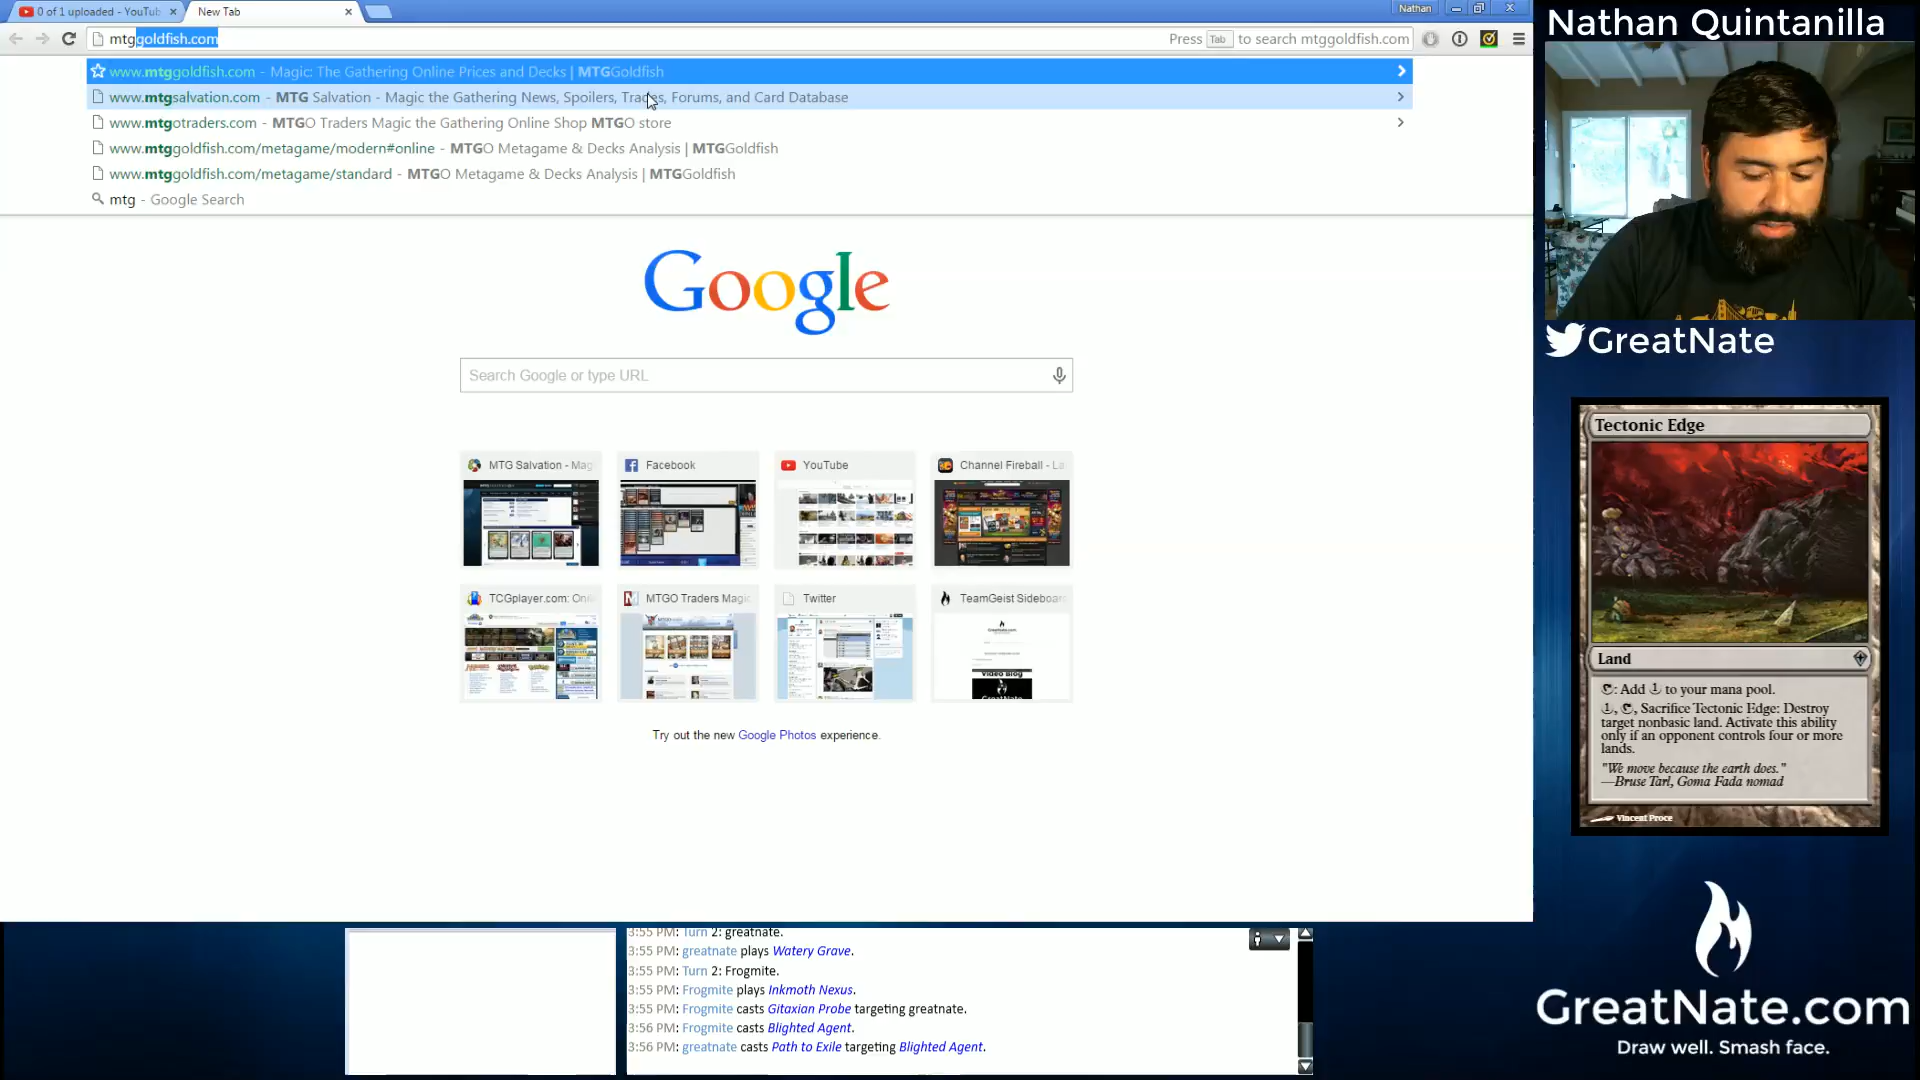 0 of 1 uploaded - YouTub
New Tab
Nathan
mtggoldfish.com
Press Tab to search mtggoldfish.com
www.mtggoldfish.com - Magic: The Gathering Online Prices and Decks | MTGGoldfish
www.mtgsalvation.com - MTG Salvation - Magic the Gathering News, Spoilers, Trades, Forums, and Card Database
www.mtgotraders.com - MTGO Traders Magic the Gathering Online Shop MTGO store
www.mtggoldfish.com/metagame/modern#online - MTGO Metagame & Decks Analysis | MTGGoldfish
www.mtggoldfish.com/metagame/standard - MTGO Metagame & Decks Analysis | MTGGoldfish
mtg - Google Search
Google
Search Google or type URL
MTG Salvation - Mag
Facebook
YouTube
Channel Fireball - La
TCGplayer.com: Onl
MTGO Traders Magic
Twitter
TeamGeist Sideboard
Try out the new Google Photos experience.
3:55 PM: Turn 2: greatnate.
3:55 PM: greatnate plays Watery Grave.
3:55 PM: Turn 2: Frogmite.
3:55 PM: Frogmite plays Inkmoth Nexus.
3:55 PM: Frogmite casts Gitaxian Probe targeting greatnate.
3:56 PM: Frogmite casts Blighted Agent.
3:56 PM: greatnate casts Path to Exile targeting Blighted Agent.
Nathan Quintanilla
GreatNate
Tectonic Edge
Land
: Add 1 to your mana pool.
1, , Sacrifice Tectonic Edge: Destroy
target nonbasic land. Activate this ability
only if an opponent controls four or more
lands.
"We move because the earth does."
—Bruse Tarl, Goma Fada nomad
Vincent Proce
GreatNate.com
Draw well. Smash face.